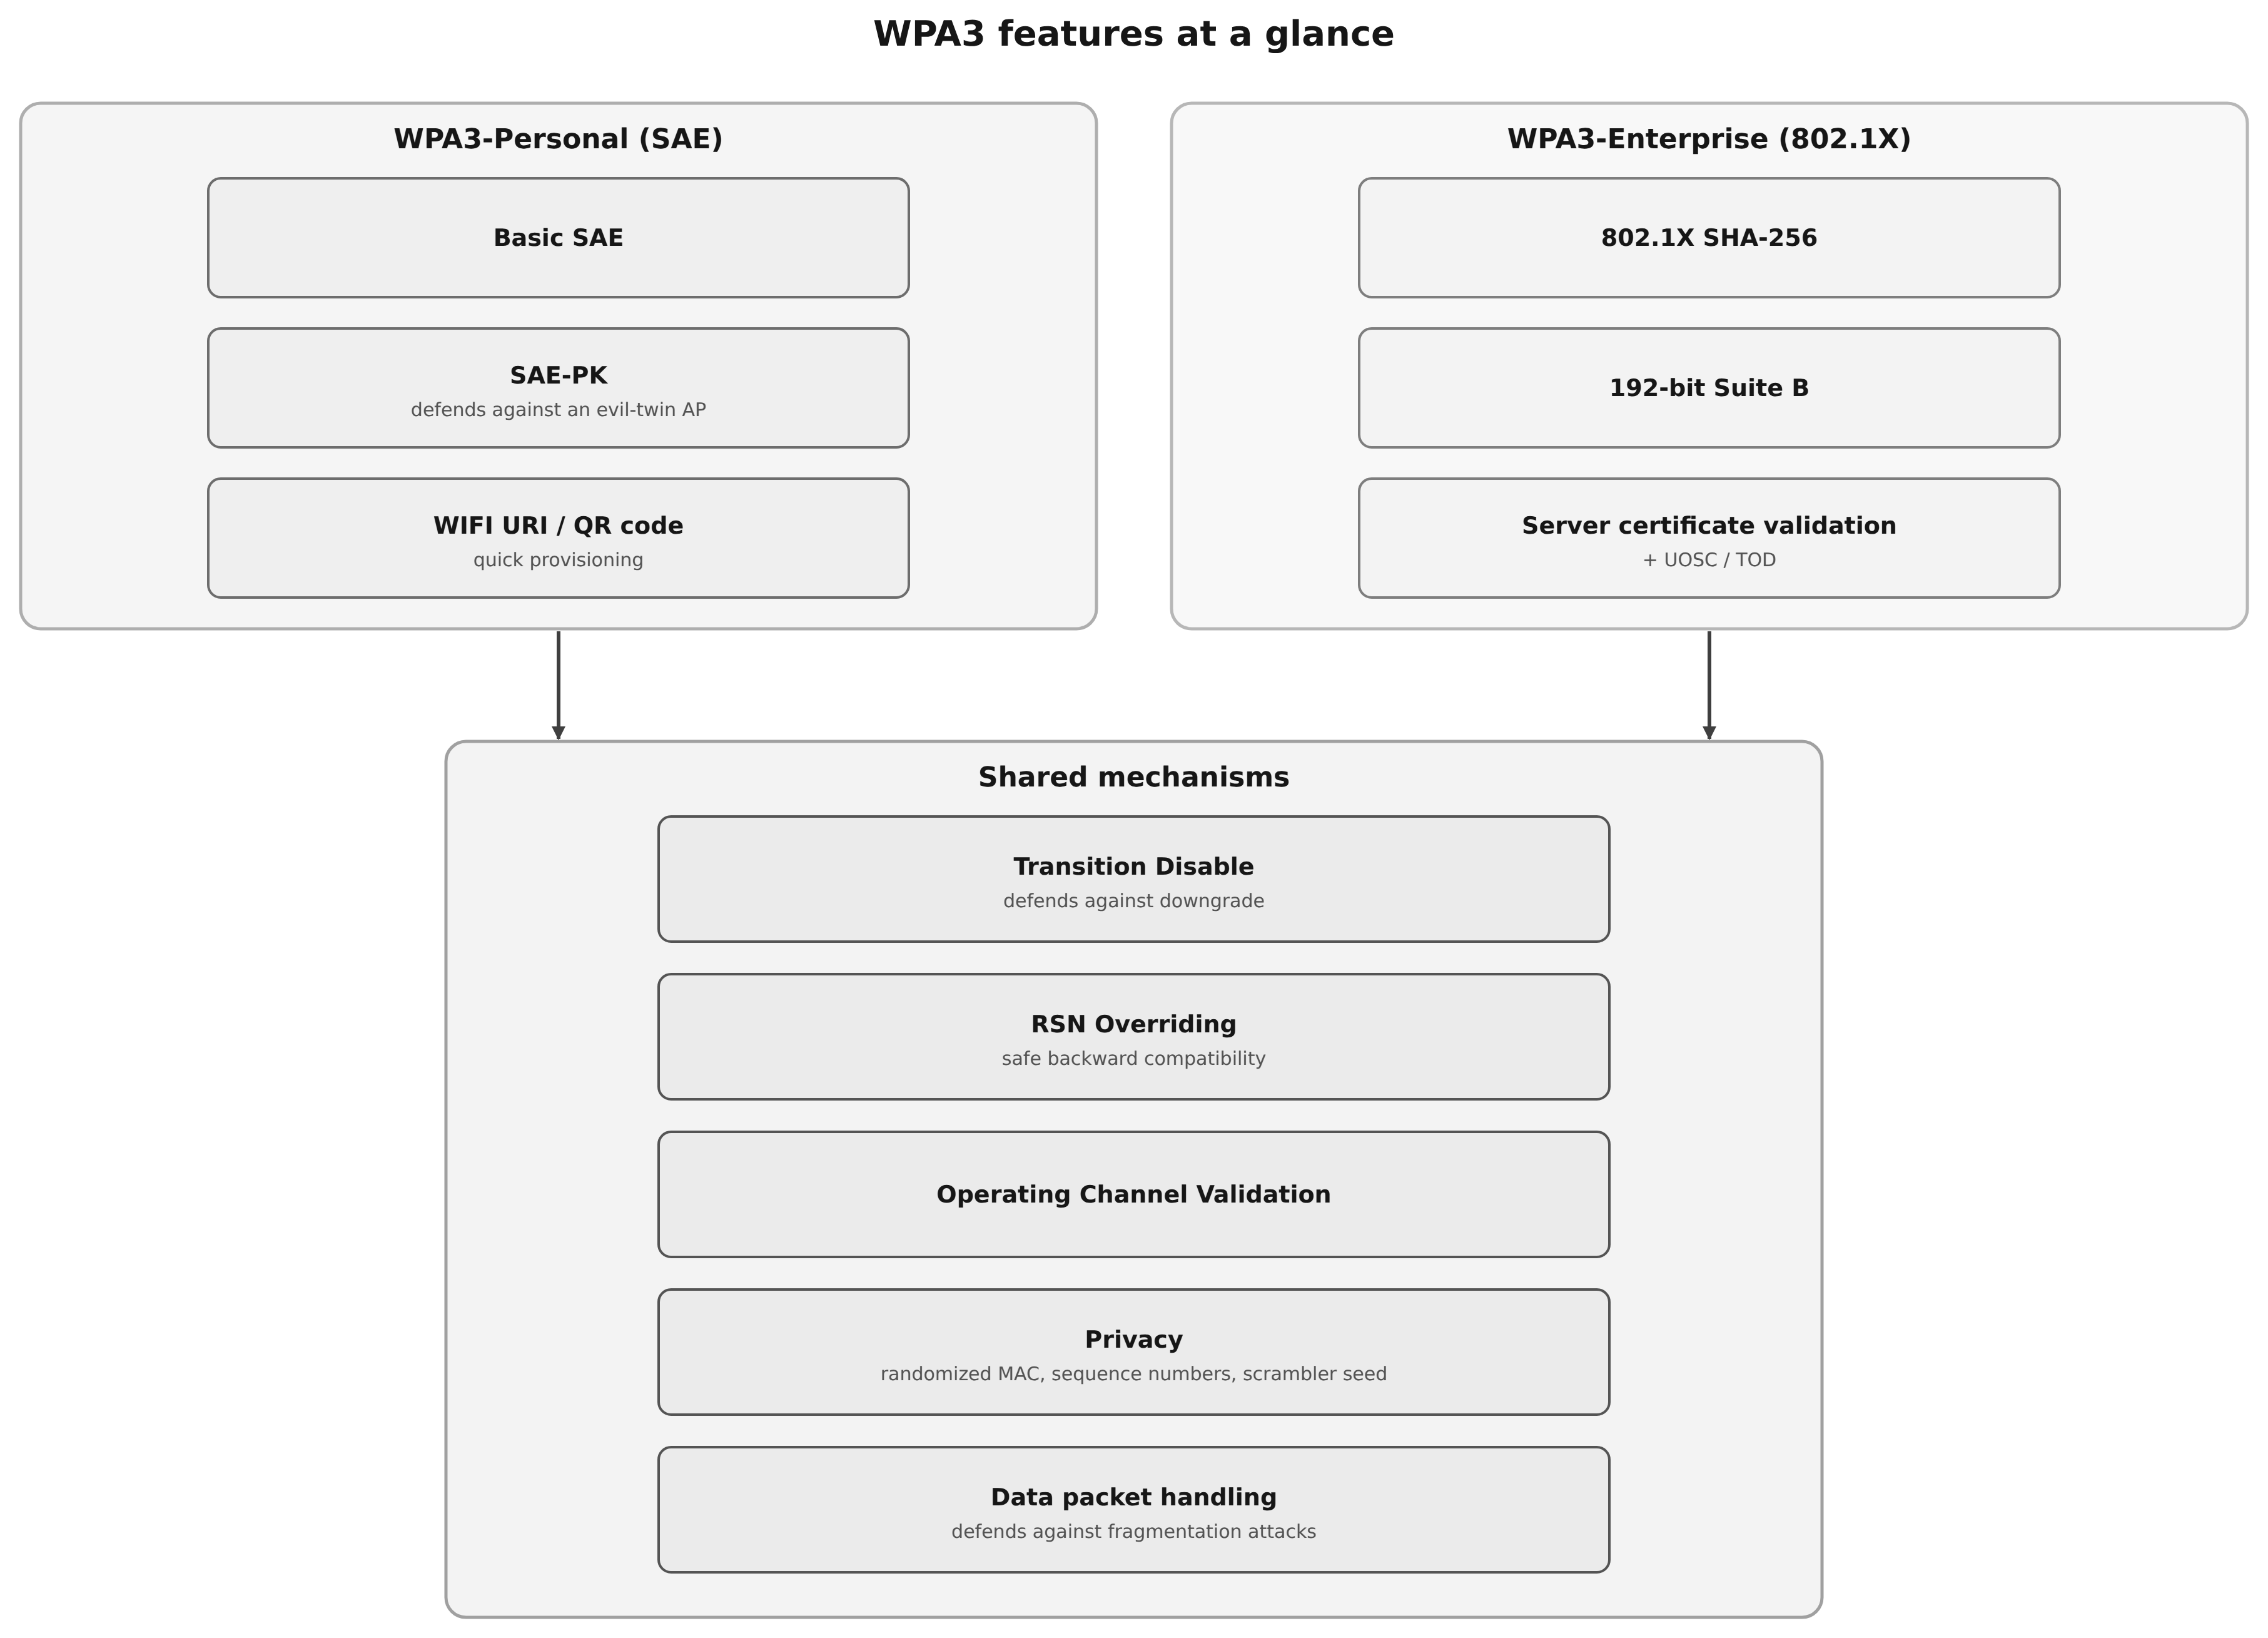 WPA3 features at a glance
WPA3-Personal (SAE)
Basic SAE
SAE-PK
defends against an evil-twin AP
WIFI URI / QR code
quick provisioning
WPA3-Enterprise (802.1X)
802.1X SHA-256
192-bit Suite B
Server certificate validation
+ UOSC / TOD
Shared mechanisms
Transition Disable
defends against downgrade
RSN Overriding
safe backward compatibility
Operating Channel Validation
Privacy
randomized MAC, sequence numbers, scrambler seed
Data packet handling
defends against fragmentation attacks